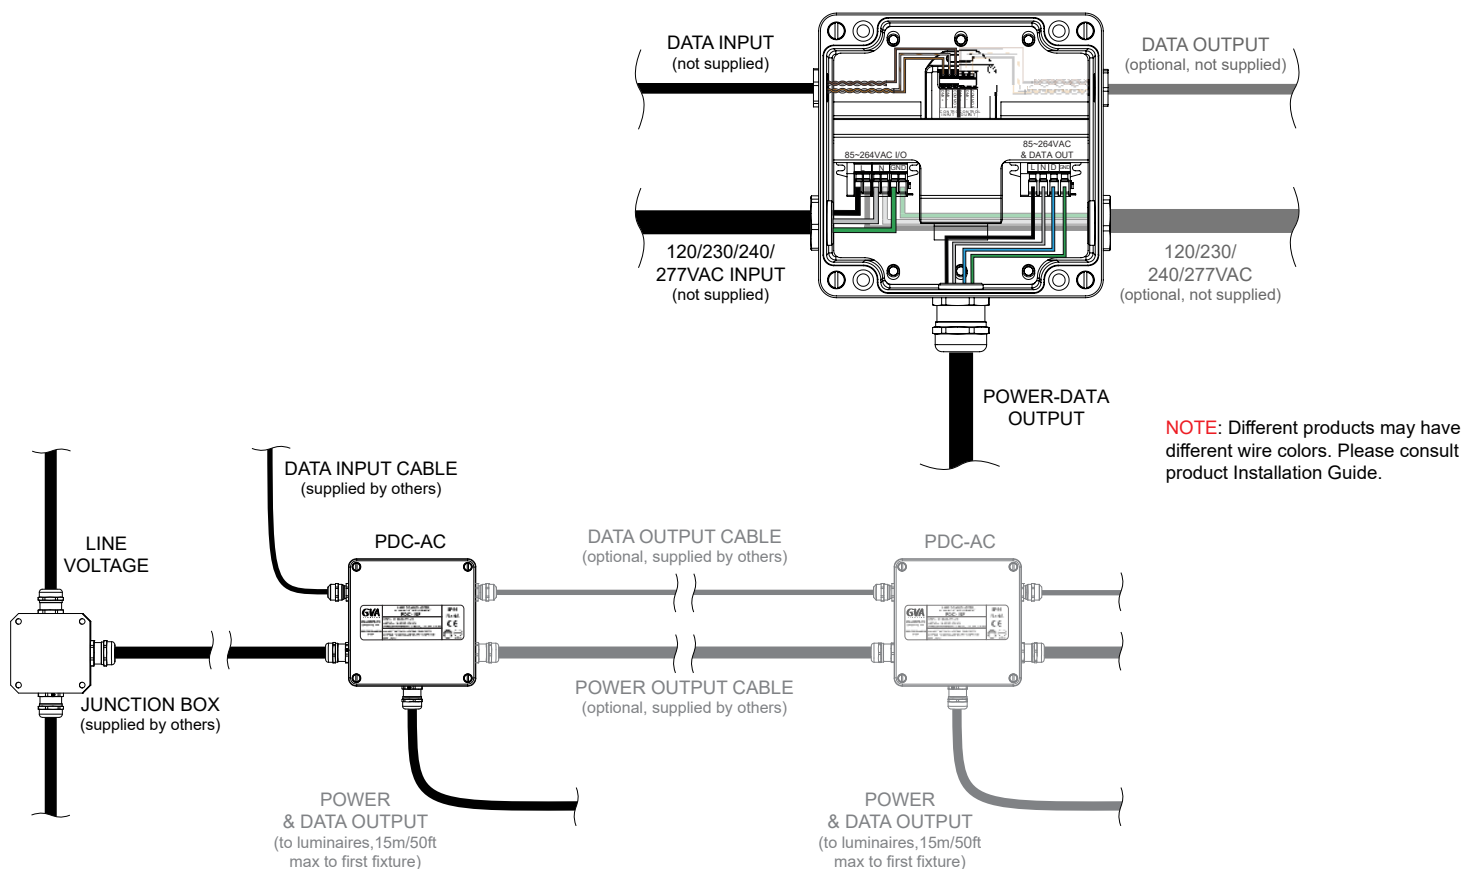 DATA INPUT
(not supplied)
DATA OUTPUT
(optional, not supplied)
85~264VAC I/O
L N GND
85~264VAC
& DATA OUT
L N D GND
120/230/240/
277VAC INPUT
(not supplied)
120/230/
240/277VAC
(optional, not supplied)
POWER-DATA
OUTPUT
NOTE: Different products may have
different wire colors. Please consult
product Installation Guide.
LINE
VOLTAGE
DATA INPUT CABLE
(supplied by others)
PDC-AC
DATA OUTPUT CABLE
(optional, supplied by others)
PDC-AC
GVA
GVA
JUNCTION BOX
(supplied by others)
POWER OUTPUT CABLE
(optional, supplied by others)
POWER
& DATA OUTPUT
(to luminaires,15m/50ft
max to first fixture)
POWER
& DATA OUTPUT
(to luminaires,15m/50ft
max to first fixture)